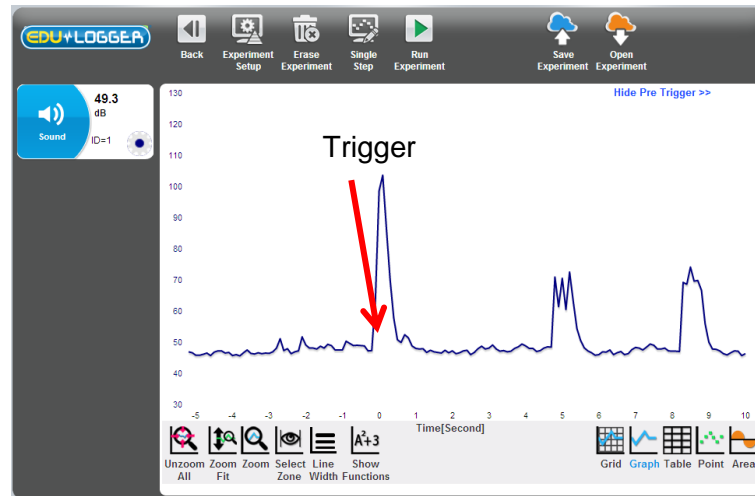 EDU LOGGER
Back
Experiment Setup
Erase Experiment
Single Step
Run Experiment
Save Experiment
Open Experiment
Sound
49.3
dB
ID=1
Hide Pre Trigger >>
Trigger
130
120
110
100
90
80
70
60
50
40
30
-5 -4 -3 -2 -1 0 1 2 3 4 5 6 7 8 9 10
Time[Second]
A²+3
Unzoom All
Zoom Fit
Zoom
Select Zone
Line Width
Show Functions
Grid
Graph
Table
Point
Area